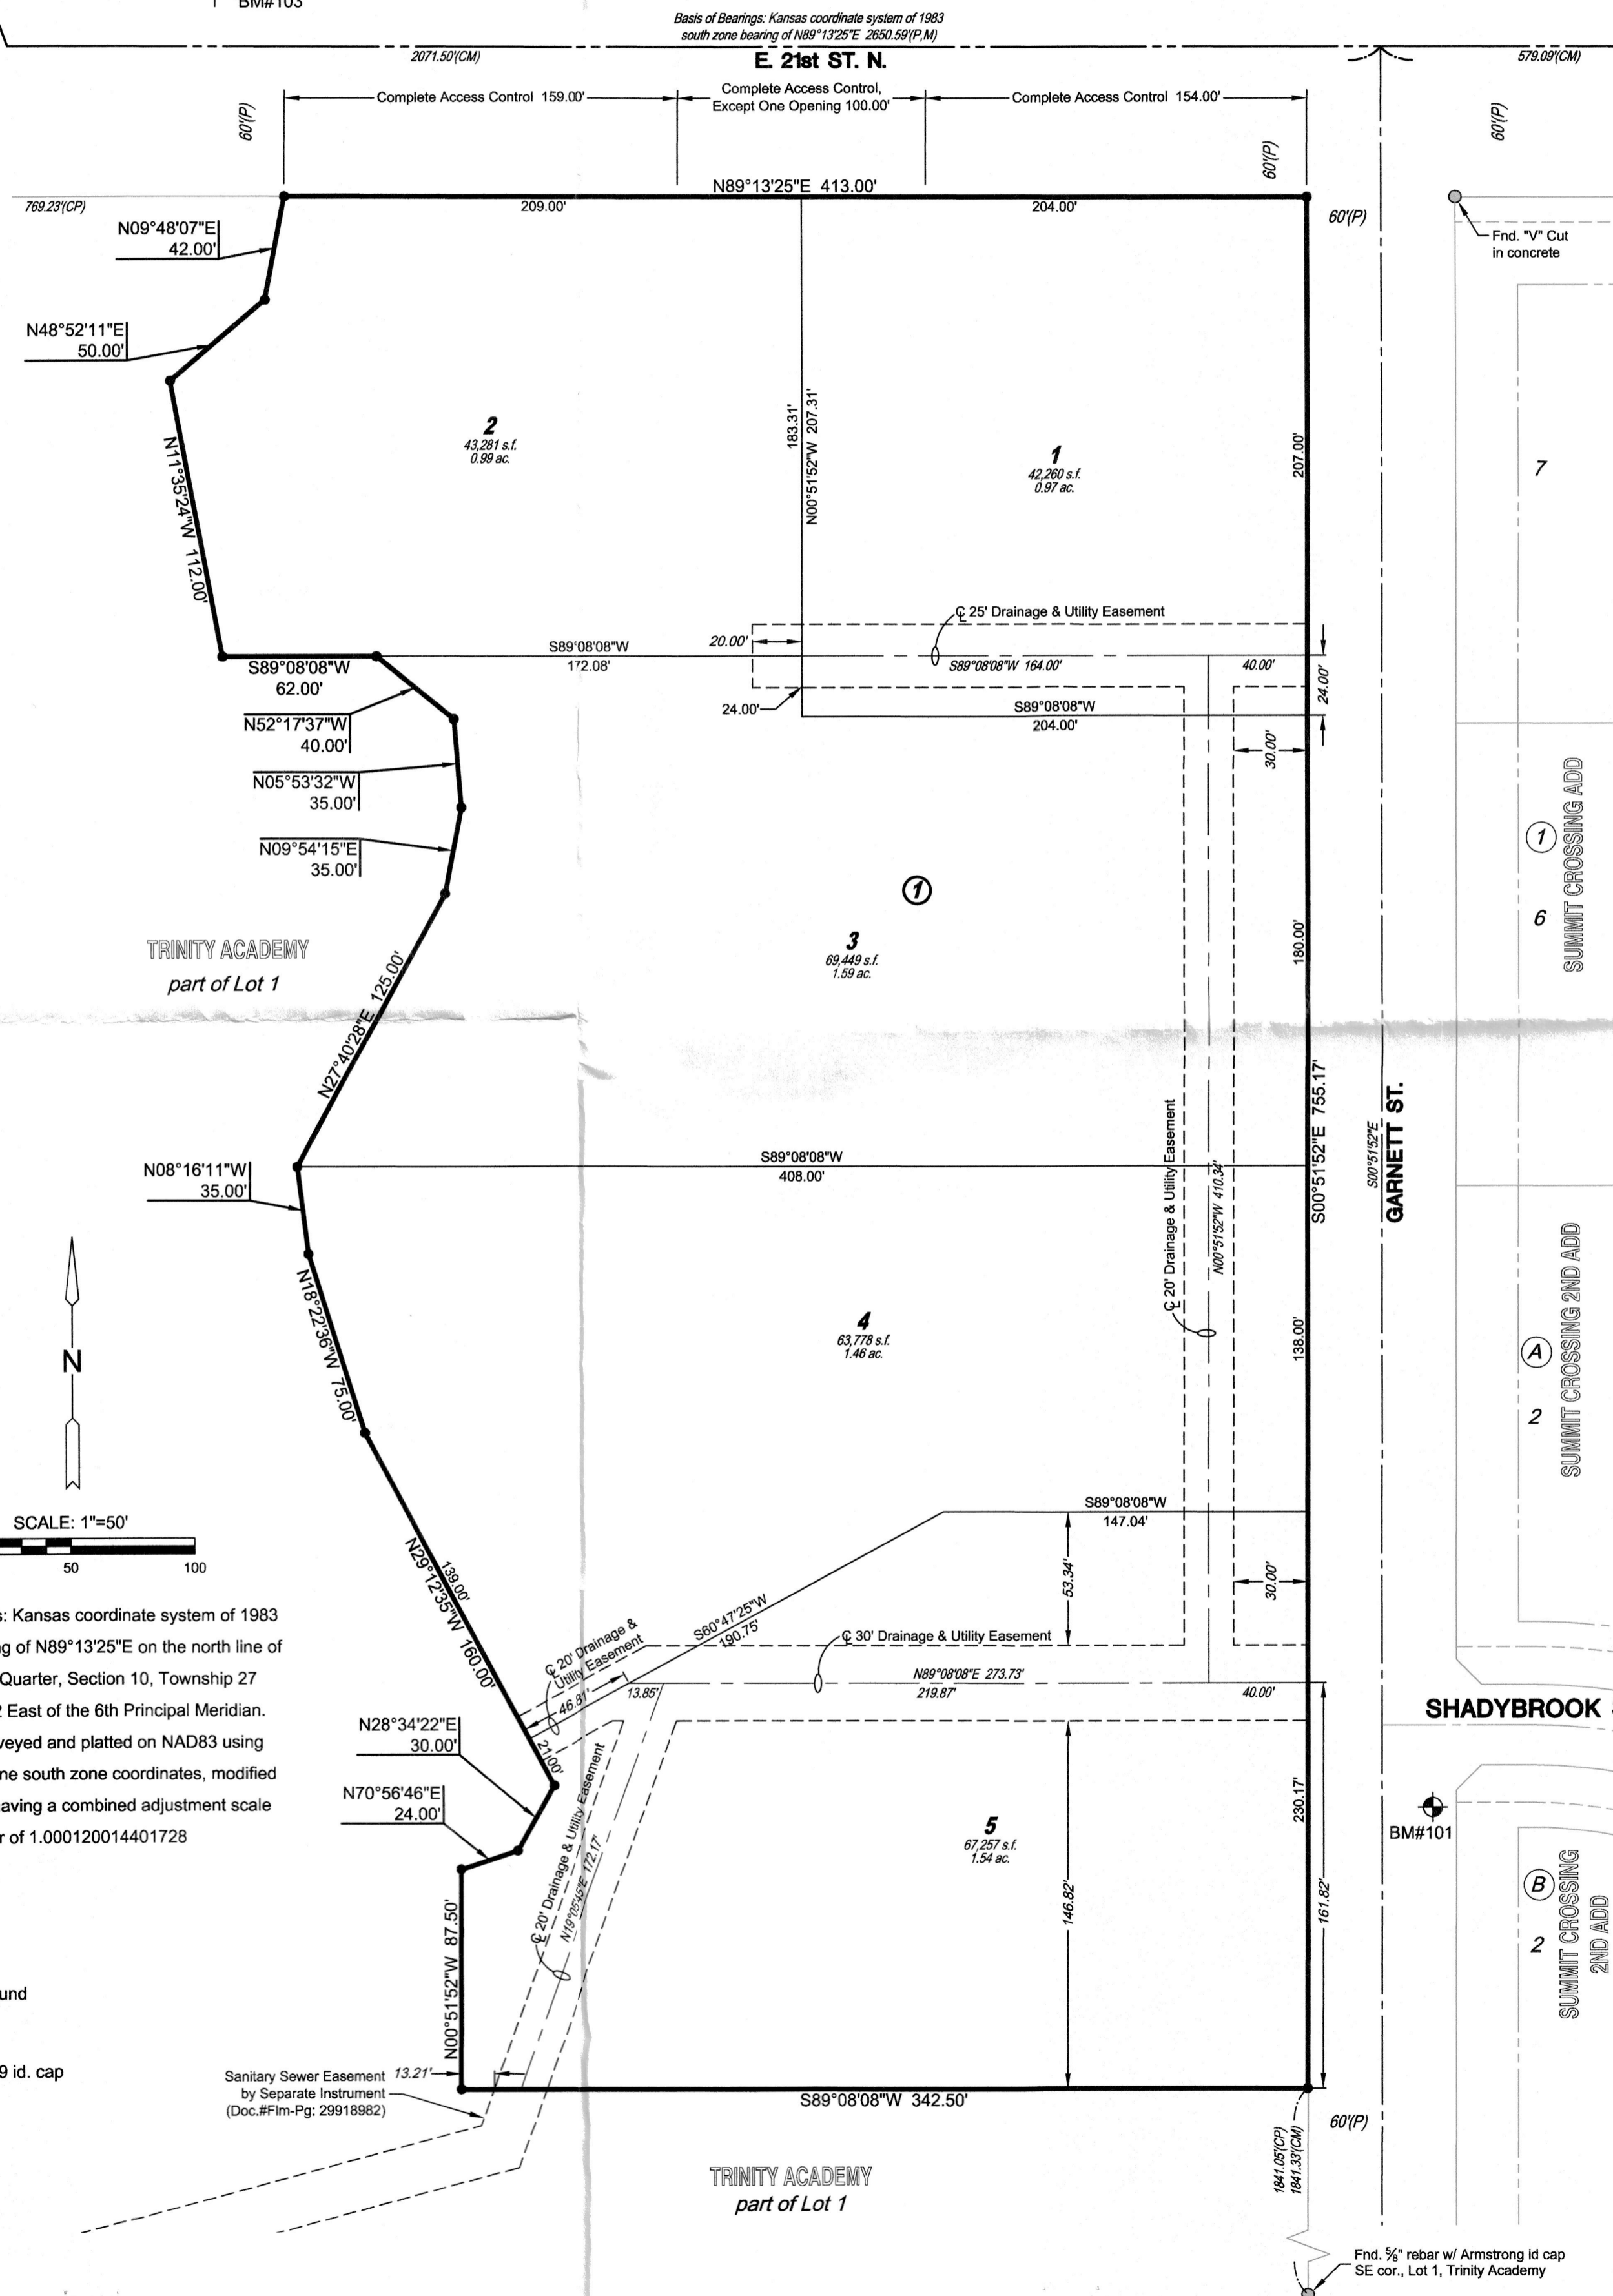 BM#103
Basis of Bearings: Kansas coordinate system of 1983
south zone bearing of N89°13'25"E 2650.59'(P,M)
2071.50'(CM)
E. 21st ST. N.
579.09'(CM)
60'(P)
Complete Access Control 159.00'
Complete Access Control,
Except One Opening 100.00'
Complete Access Control 154.00'
60'(P)
60'(P)
769.23'(CP)
N89°13'25"E 413.00'
209.00'
204.00'
60'(P)
Fnd. "V" Cut
in concrete
N09°48'07"E
42.00'
N48°52'11"E
50.00'
N11°35'24"W 112.00'
2
43,281 s.f.
0.99 ac.
183.31'
N00°51'52"W 207.31'
1
42,260 s.f.
0.97 ac.
207.00'
7
℄ 25' Drainage & Utility Easement
20.00'
S89°08'08"W
172.08'
S89°08'08"W 164.00'
40.00'
24.00'
S89°08'08"W
62.00'
24.00'
S89°08'08"W
204.00'
N52°17'37"W
40.00'
30.00'
N05°53'32"W
35.00'
N09°54'15"E
35.00'
1
SUMMIT CROSSING ADD
6
1
3
69,449 s.f.
1.59 ac.
180.00'
TRINITY ACADEMY
part of Lot 1
N27°40'28"E 125.00'
S89°08'08"W
408.00'
N08°16'11"W
35.00'
℄ 20' Drainage & Utility Easement
N00°51'52"W 410.34'
S00°51'52"E 755.17'
S00°51'52"E
GARNETT ST.
N
N18°22'36"W 75.00'
4
63,778 s.f.
1.46 ac.
138.00'
A
2
SUMMIT CROSSING 2ND ADD
SCALE: 1"=50'
50
100
S89°08'08"W
147.04'
N29°12'35"W 160.00'
139.00'
53.34'
30.00'
s: Kansas coordinate system of 1983
g of N89°13'25"E on the north line of
Quarter, Section 10, Township 27
2 East of the 6th Principal Meridian.
veyed and platted on NAD83 using
ne south zone coordinates, modified
aving a combined adjustment scale
r of 1.000120014401728
S60°47'25"W
190.75'
℄ 20' Drainage &
Utility Easement
46.81'
℄ 30' Drainage & Utility Easement
N89°08'08"E 273.73'
13.85'
219.87'
40.00'
21.00'
SHADYBROOK
N28°34'22"E
30.00'
N70°56'46"E
24.00'
℄ 20' Drainage & Utility Easement
N19°05'45"E 172.17'
5
67,257 s.f.
1.54 ac.
230.17'
146.82'
161.82'
BM#101
B
2
SUMMIT CROSSING
2ND ADD
N00°51'52"W 87.50'
und
9 id. cap
Sanitary Sewer Easement
by Separate Instrument
(Doc.#Flm-Pg: 29918982)
13.21'
S89°08'08"W 342.50'
60'(P)
1841.05'(CP)
1841.33'(CM)
TRINITY ACADEMY
part of Lot 1
Fnd. ⅝" rebar w/ Armstrong id cap
SE cor., Lot 1, Trinity Academy